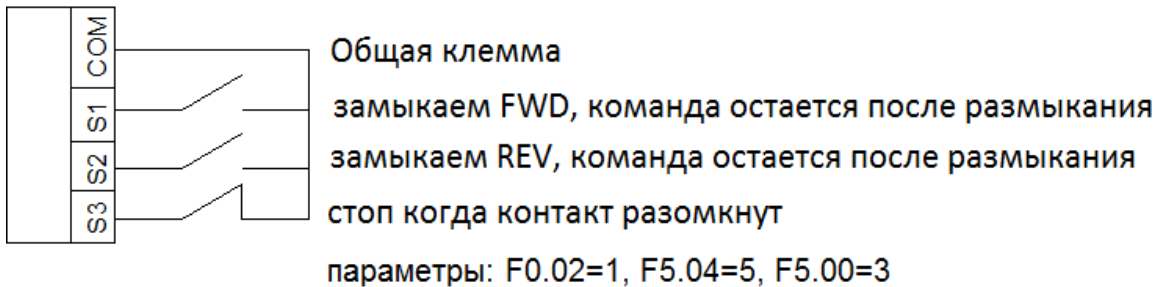 COM
Общая клемма
S1
замыкаем FWD, команда остается после размыкания
S2
замыкаем REV, команда остается после размыкания
S3
стоп когда контакт разомкнут
параметры: F0.02=1, F5.04=5, F5.00=3